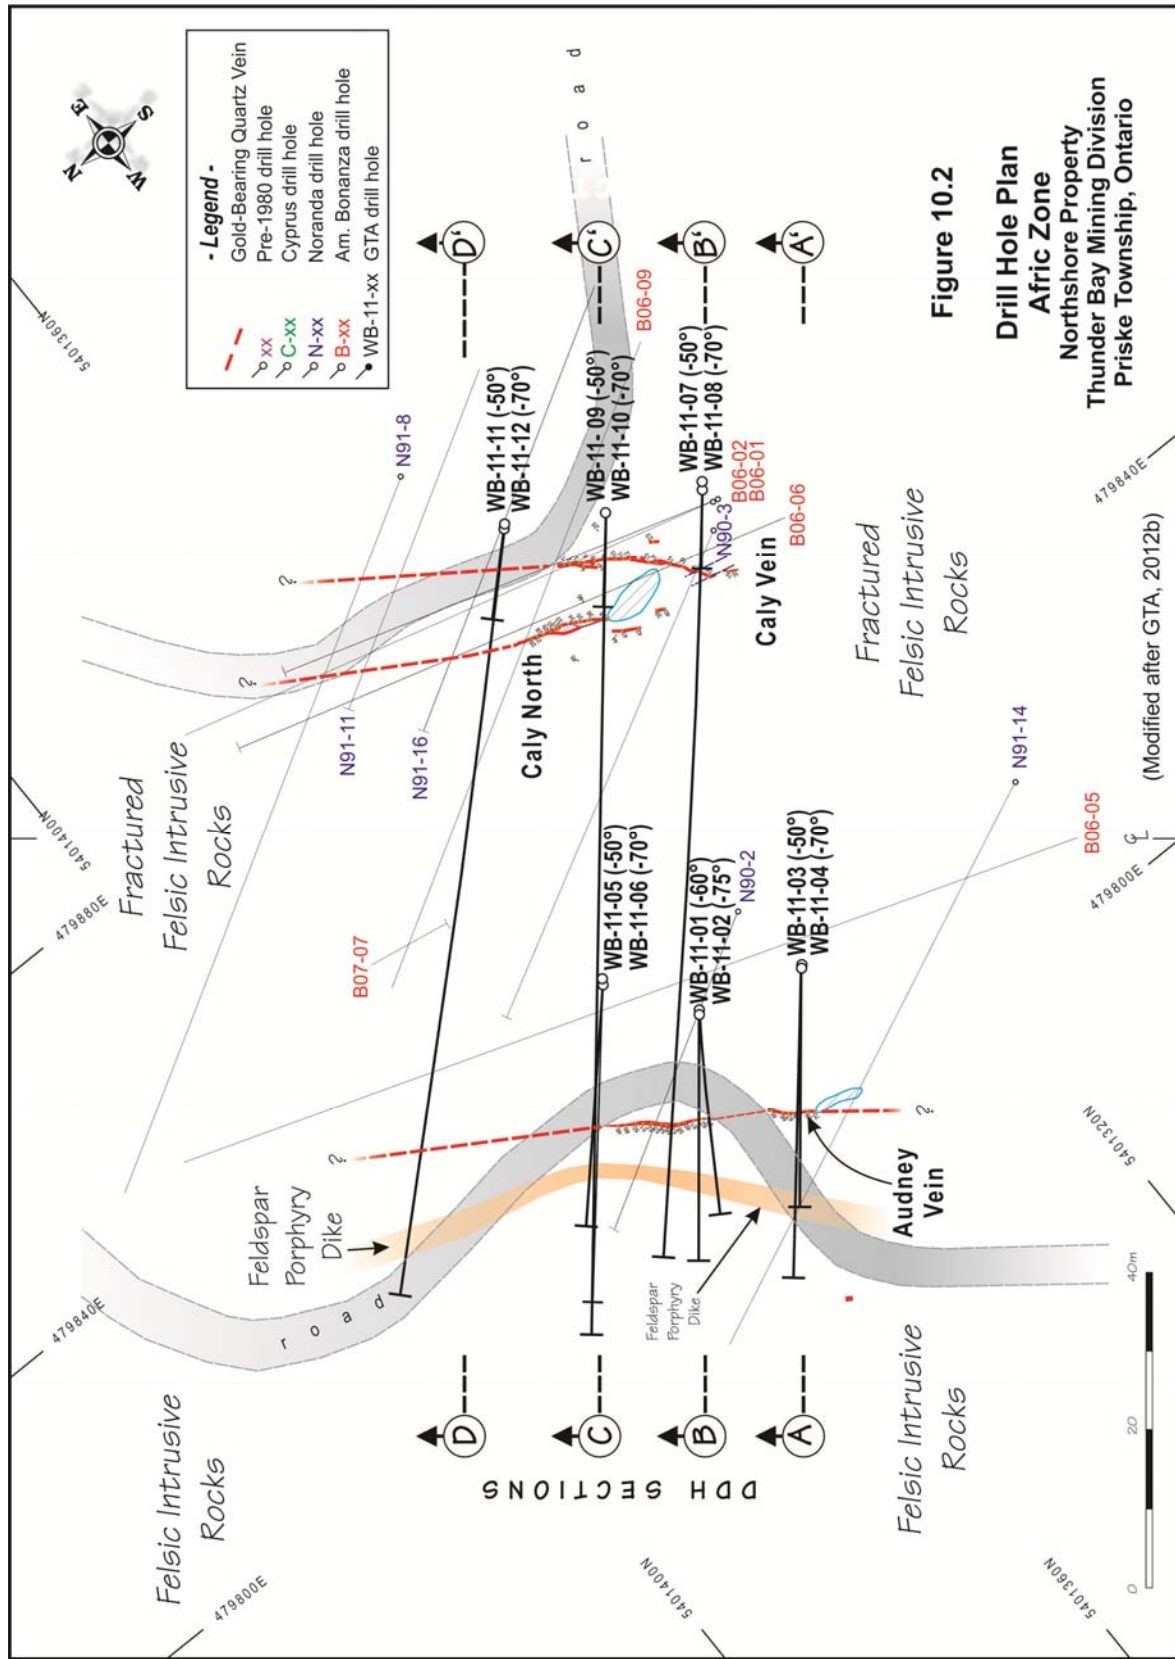 - Legend -
Gold-Bearing Quartz Vein
xx Pre-1980 drill hole
C-xx Cyprus drill hole
N-xx Noranda drill hole
B-xx Am. Bonanza drill hole
WB-11-xx GTA drill hole
N
E
S
W
5401360N
road
D'
C'
B'
A'
Figure 10.2
Drill Hole Plan
Afric Zone
Northshore Property
Thunder Bay Mining Division
Priske Township, Ontario
B06-09
N91-8
WB-11-11 (-50°)
WB-11-12 (-70°)
WB-11-09 (-50°)
WB-11-10 (-70°)
WB-11-07 (-50°)
WB-11-08 (-70°)
B06-02
B06-01
N90-3
B06-06
479840E
?
?
Caly North
Caly Vein
Fractured
Felsic Intrusive
Rocks
N91-11
N91-16
Fractured
Felsic Intrusive
Rocks
N91-14
5401400N
479880E
B07-07
WB-11-05 (-50°)
WB-11-06 (-70°)
WB-11-01 (-60°)
WB-11-02 (-75°)
N90-2
WB-11-03 (-50°)
WB-11-04 (-70°)
B06-05
CL
479800E
(Modified after GTA, 2012b)
?
?
Audney
Vein
5401320N
Feldspar
Porphyry
Dike
Feldspar
Porphyry
Dike
road
479840E
Felsic Intrusive
Rocks
D
C
B
A
DDH SECTIONS
Felsic Intrusive
Rocks
479800E
5401400N
5401360N
0
20
40m